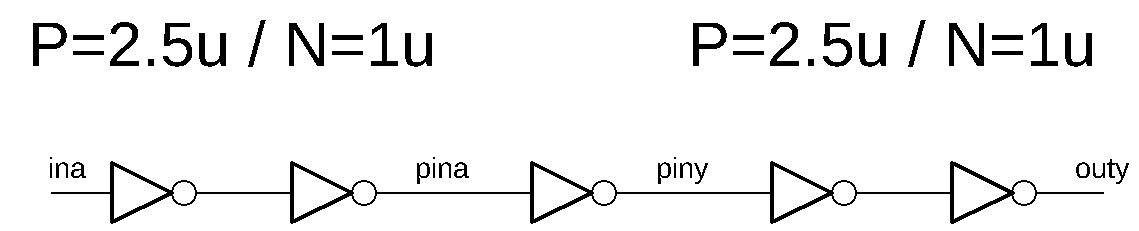 P=2.5u / N=1u P=2.5u / N=1u
ina pina piny outy